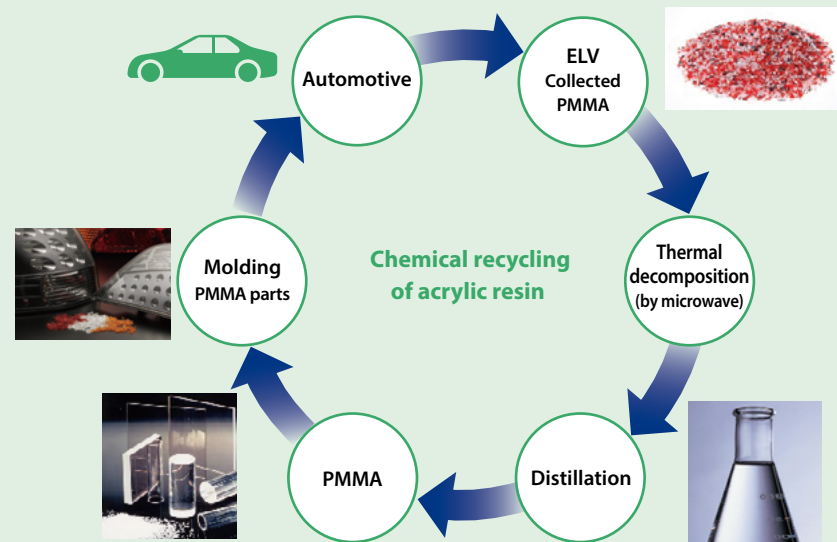 Automotive
ELV
Collected
PMMA
Thermal
decomposition
(by microwave)
Distillation
PMMA
Molding
PMMA parts
Chemical recycling
of acrylic resin